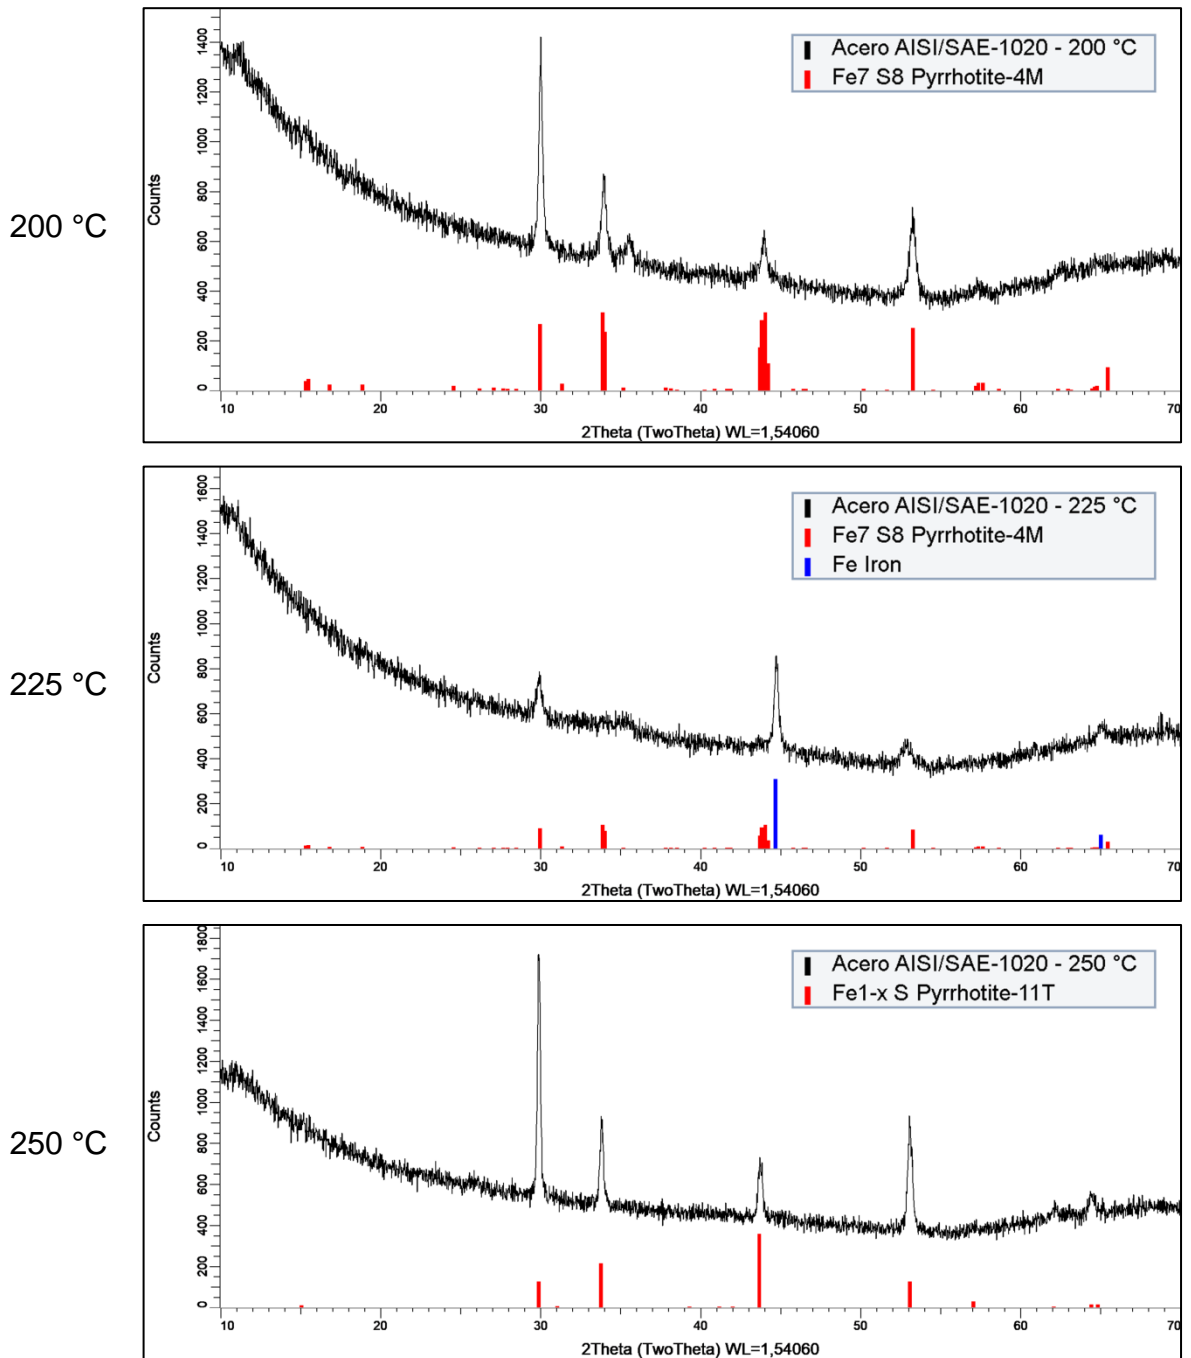 200 °C
Counts
1400
1200
1000
800
600
400
200
0
Acero AISI/SAE-1020 - 200 °C
Fe7 S8 Pyrrhotite-4M
10 20 30 40 50 60 70
2Theta (TwoTheta) WL=1,54060
225 °C
Counts
1600
1400
1200
1000
800
600
400
200
0
Acero AISI/SAE-1020 - 225 °C
Fe7 S8 Pyrrhotite-4M
Fe Iron
10 20 30 40 50 60 70
2Theta (TwoTheta) WL=1,54060
250 °C
Counts
1800
1600
1400
1200
1000
800
600
400
200
0
Acero AISI/SAE-1020 - 250 °C
Fe1-x S Pyrrhotite-11T
10 20 30 40 50 60 70
2Theta (TwoTheta) WL=1,54060